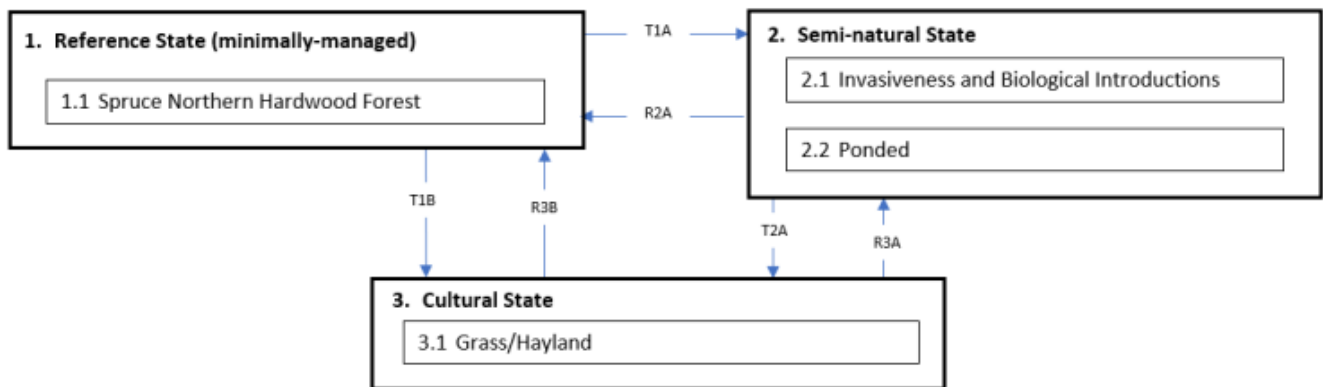 1. Reference State (minimally-managed)
1.1 Spruce Northern Hardwood Forest
T1A
R2A
2. Semi-natural State
2.1 Invasiveness and Biological Introductions
2.2 Ponded
T1B
R3B
T2A
R3A
3. Cultural State
3.1 Grass/Hayland